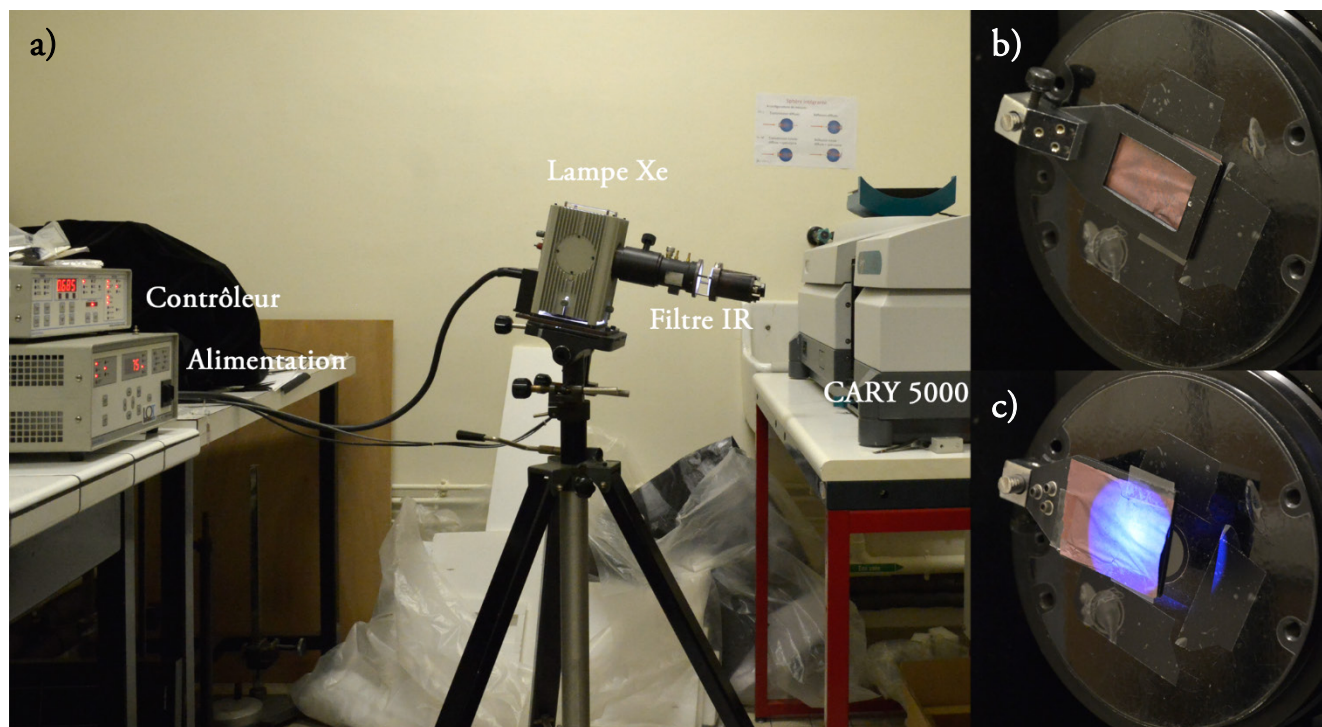 a)
Lampe Xe
Contrôleur
Filtre IR
Alimentation
CARY 5000
b)
c)